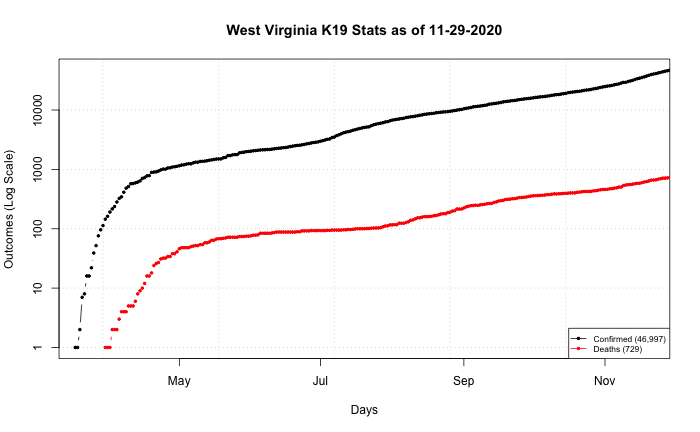 West Virginia K19 Stats as of 11-29-2020
Outcomes (Log Scale)
10000
1000
100
10
1
Confirmed (46,997)
Deaths (729)
May
Jul
Sep
Nov
Days